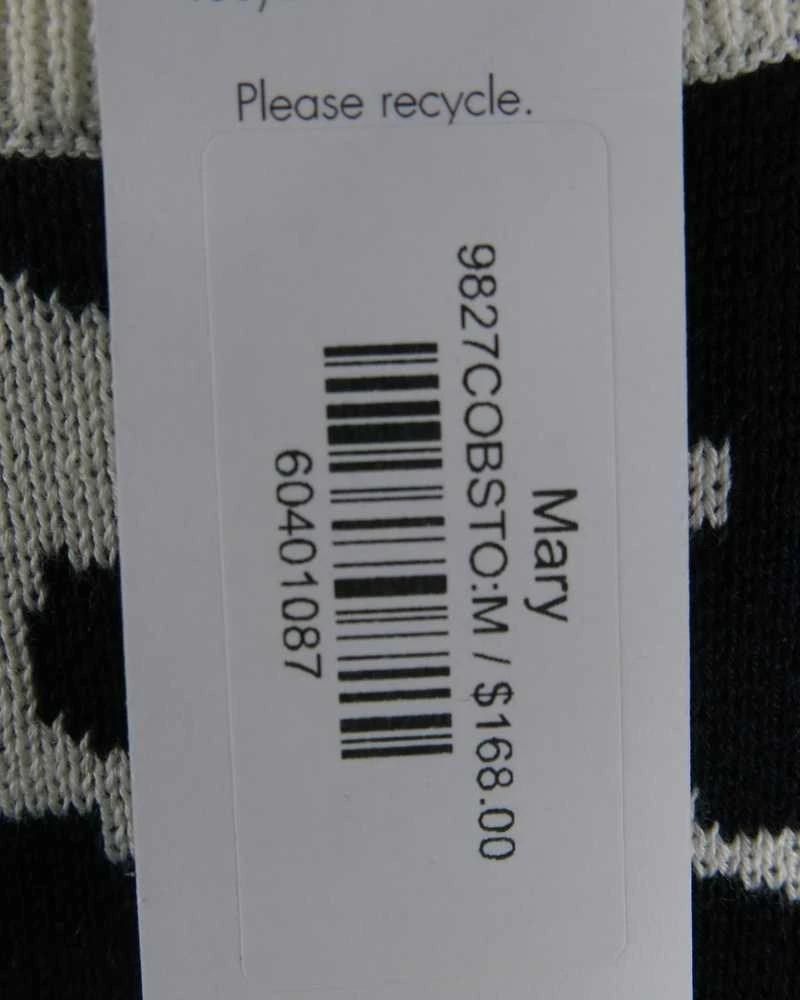 Please recycle.
Mary
9827COBSTO:M / $168.00
60401087